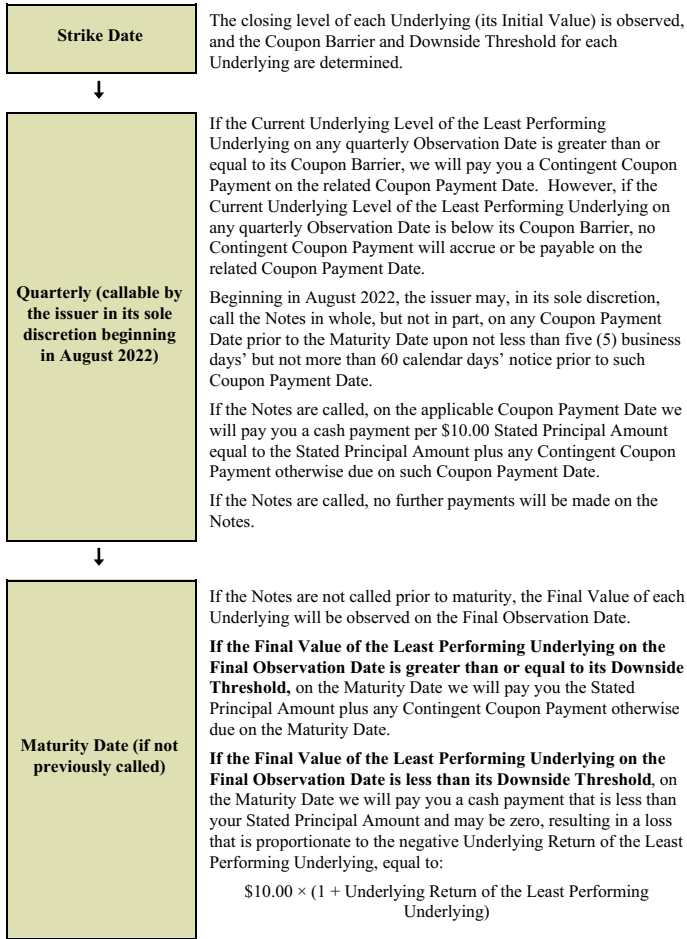 Strike Date
The closing level of each Underlying (its Initial Value) is observed,
and the Coupon Barrier and Downside Threshold for each
Underlying are determined.
Quarterly (callable by
the issuer in its sole
discretion beginning
in August 2022)
If the Current Underlying Level of the Least Performing
Underlying on any quarterly Observation Date is greater than or
equal to its Coupon Barrier, we will pay you a Contingent Coupon
Payment on the related Coupon Payment Date. However, if the
Current Underlying Level of the Least Performing Underlying on
any quarterly Observation Date is below its Coupon Barrier, no
Contingent Coupon Payment will accrue or be payable on the
related Coupon Payment Date.
Beginning in August 2022, the issuer may, in its sole discretion,
call the Notes in whole, but not in part, on any Coupon Payment
Date prior to the Maturity Date upon not less than five (5) business
days’ but not more than 60 calendar days’ notice prior to such
Coupon Payment Date.
If the Notes are called, on the applicable Coupon Payment Date we
will pay you a cash payment per $10.00 Stated Principal Amount
equal to the Stated Principal Amount plus any Contingent Coupon
Payment otherwise due on such Coupon Payment Date.
If the Notes are called, no further payments will be made on the
Notes.
Maturity Date (if not
previously called)
If the Notes are not called prior to maturity, the Final Value of each
Underlying will be observed on the Final Observation Date.
If the Final Value of the Least Performing Underlying on the
Final Observation Date is greater than or equal to its Downside
Threshold, on the Maturity Date we will pay you the Stated
Principal Amount plus any Contingent Coupon Payment otherwise
due on the Maturity Date.
If the Final Value of the Least Performing Underlying on the
Final Observation Date is less than its Downside Threshold, on
the Maturity Date we will pay you a cash payment that is less than
your Stated Principal Amount and may be zero, resulting in a loss
that is proportionate to the negative Underlying Return of the Least
Performing Underlying, equal to:
$10.00 × (1 + Underlying Return of the Least Performing
Underlying)